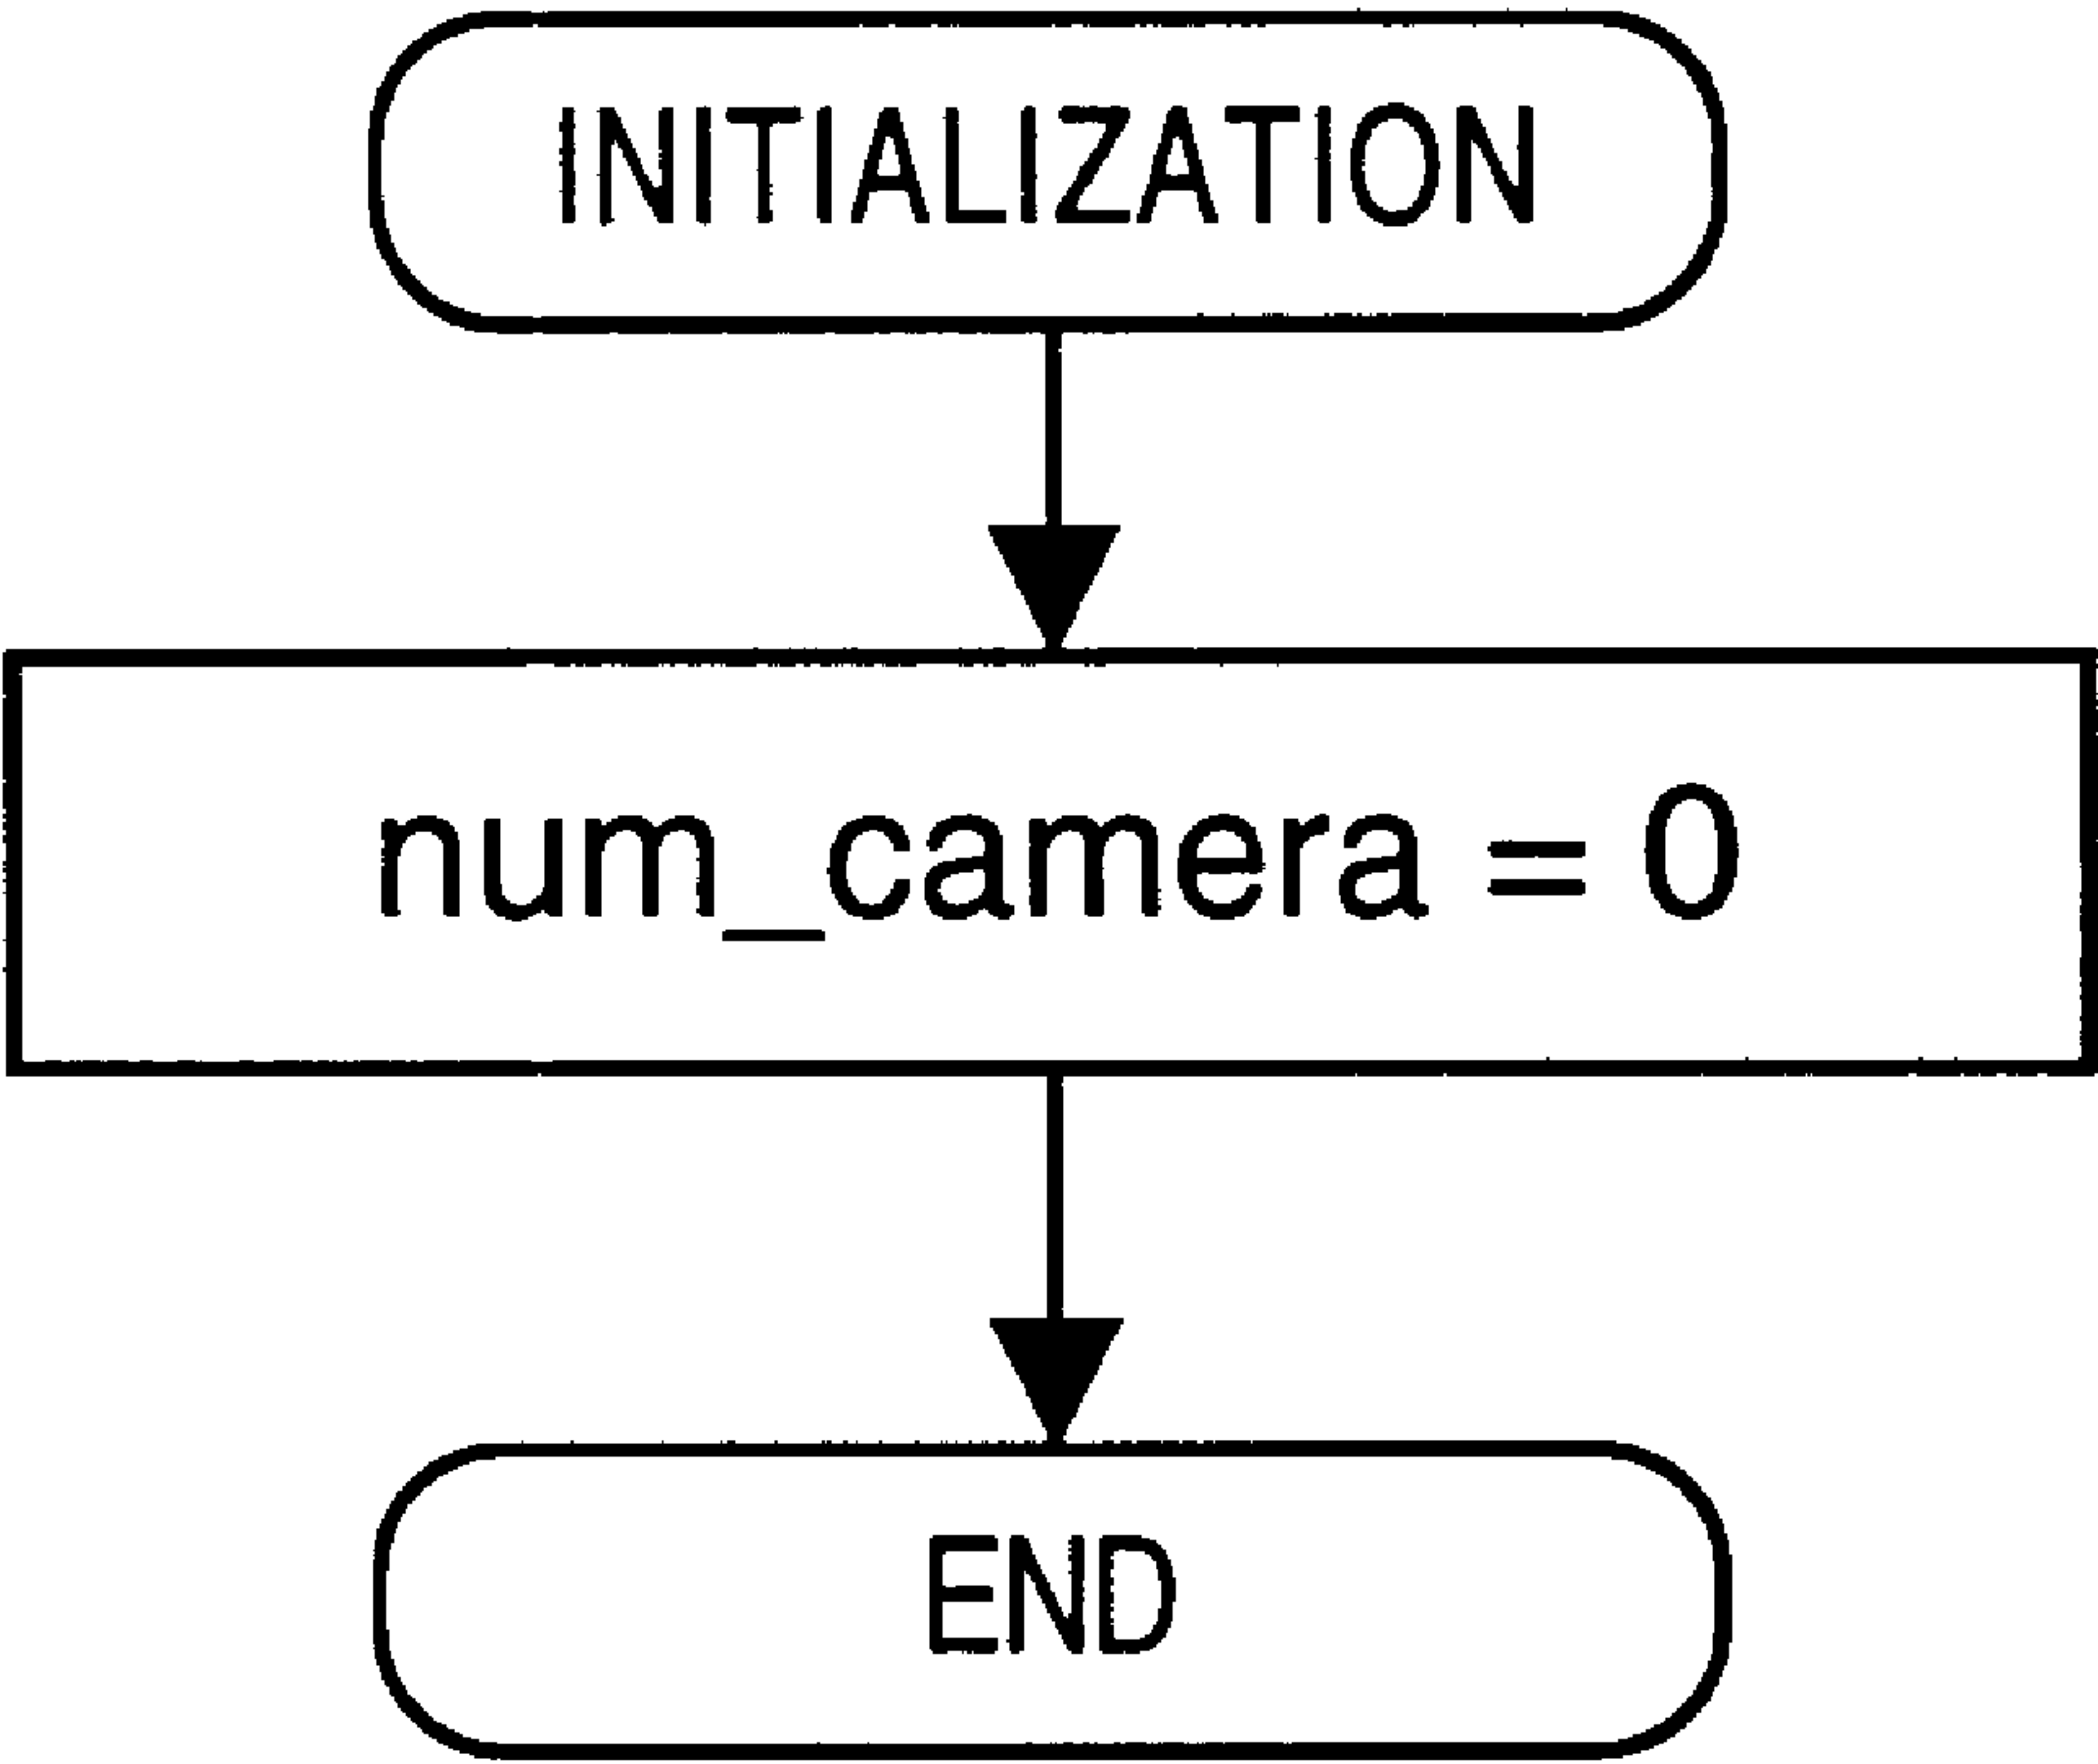 INITIALIZATION
num_camera = 0
END